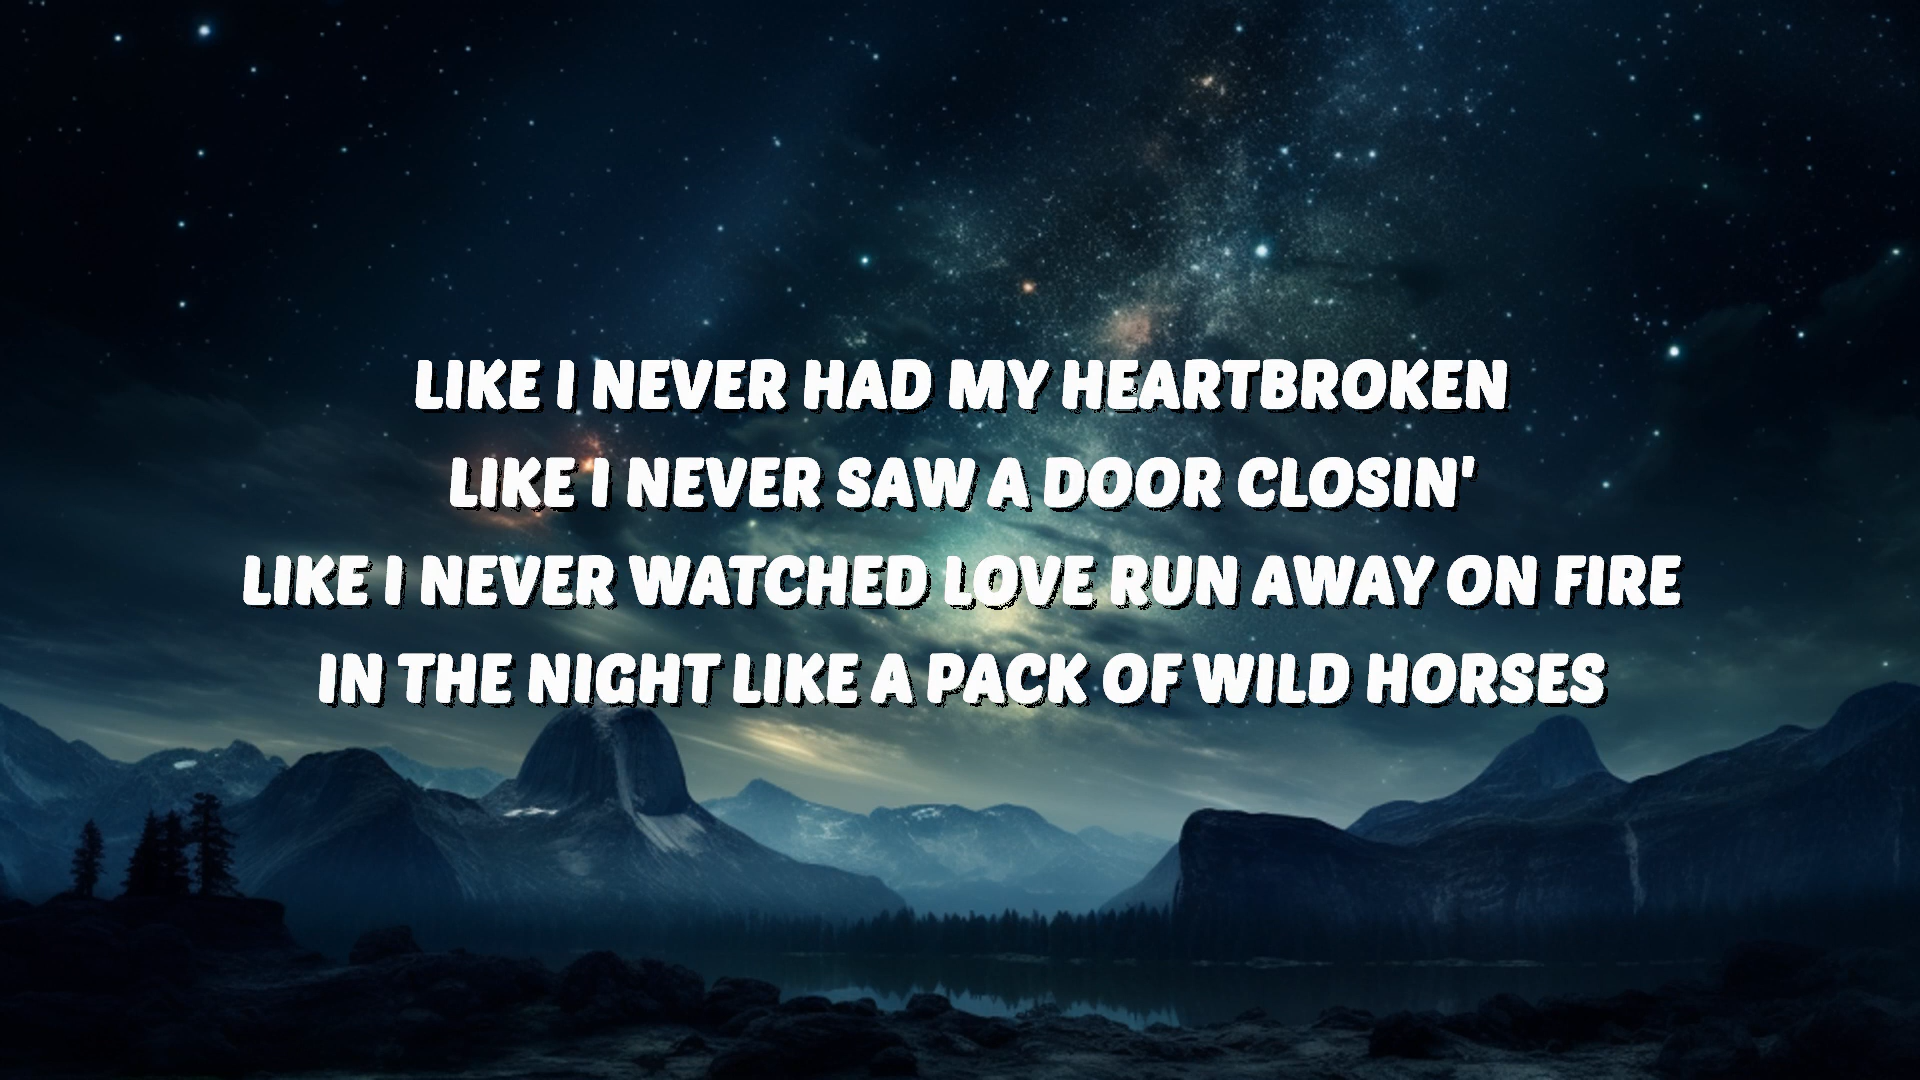 LIKE I NEVER HAD MY HEARTBROKEN
LIKE I NEVER SAW A DOOR CLOSIN'
LIKE I NEVER WATCHED LOVE RUN AWAY ON FIRE
IN THE NIGHT LIKE A PACK OF WILD HORSES